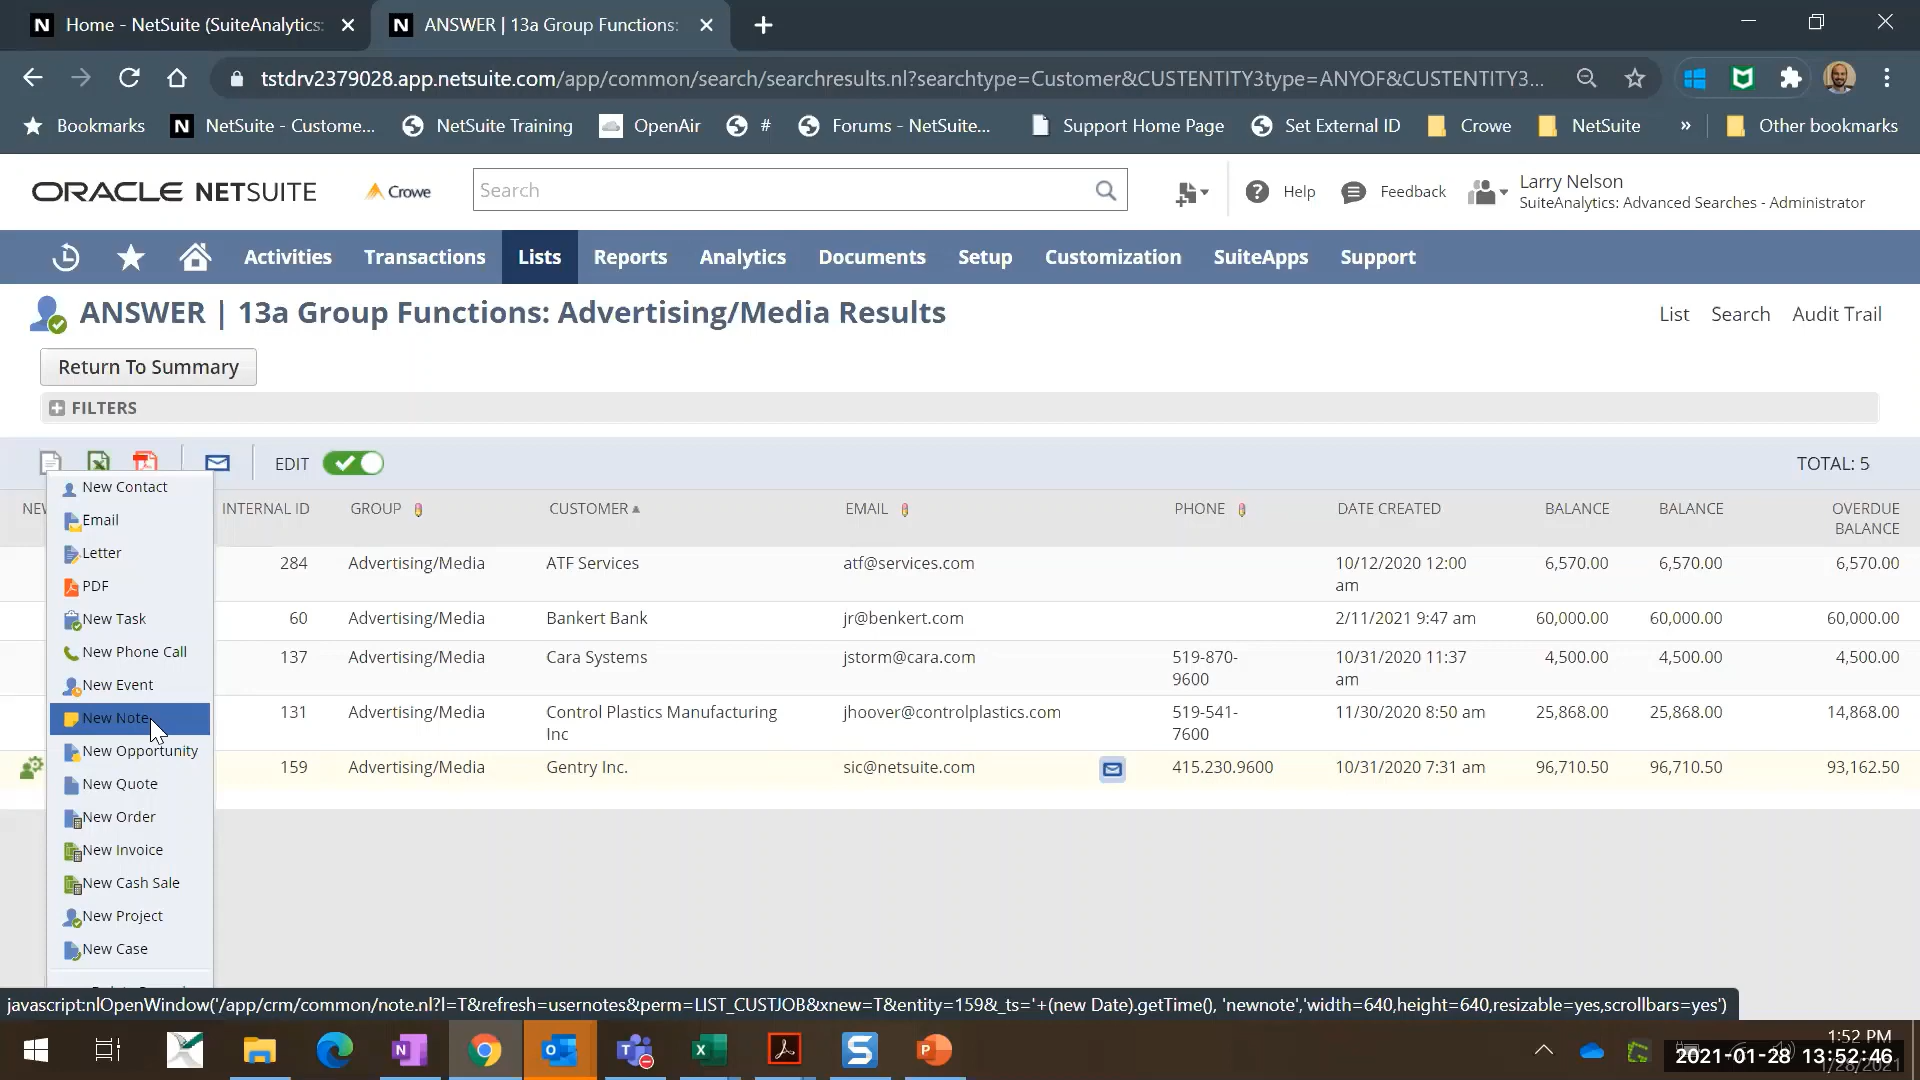 Home - NetSuite (SuiteAnalytics:
ANSWER | 13a Group Functions:
tstdrv2379028.app.netsuite.com/app/common/search/searchresults.nl?searchtype=Customer&CUSTENTITY3type=ANYOF&CUSTENTITY3...
Bookmarks
NetSuite - Custome...
NetSuite Training
OpenAir
#
Forums - NetSuite...
Support Home Page
Set External ID
Crowe
NetSuite
»
Other bookmarks
ORACLE NETSUITE
Crowe
Search
Help
Feedback
Larry Nelson
SuiteAnalytics: Advanced Searches - Administrator
Activities Transactions Lists Reports Analytics Documents Setup Customization SuiteApps Support
ANSWER | 13a Group Functions: Advertising/Media Results
List Search Audit Trail
Return To Summary
FILTERS
EDIT
TOTAL: 5
INTERNAL ID GROUP CUSTOMER EMAIL PHONE DATE CREATED BALANCE BALANCE OVERDUE
BALANCE
284 Advertising/Media ATF Services atf@services.com 10/12/2020 12:00 6,570.00 6,570.00 6,570.00
am
60 Advertising/Media Bankert Bank jr@benkert.com 2/11/2021 9:47 am 60,000.00 60,000.00 60,000.00
137 Advertising/Media Cara Systems jstorm@cara.com 519-870- 10/31/2020 11:37 4,500.00 4,500.00 4,500.00
9600 am
131 Advertising/Media Control Plastics Manufacturing jhoover@controlplastics.com 519-541- 11/30/2020 8:50 am 25,868.00 25,868.00 14,868.00
Inc 7600
159 Advertising/Media Gentry Inc. sic@netsuite.com 415.230.9600 10/31/2020 7:31 am 96,710.50 96,710.50 93,162.50
New Contact
Email
Letter
PDF
New Task
New Phone Call
New Event
New Note
New Opportunity
New Quote
New Order
New Invoice
New Cash Sale
New Project
New Case
javascript:nlOpenWindow('/app/crm/common/note.nl?l=T&refresh=usernotes&perm=LIST_CUSTJOB&xnew=T&entity=159&_ts='+(new Date).getTime(), 'newnote','width=640,height=640,resizable=yes,scrollbars=yes')
1:52 PM
2021-01-28 13:52:46